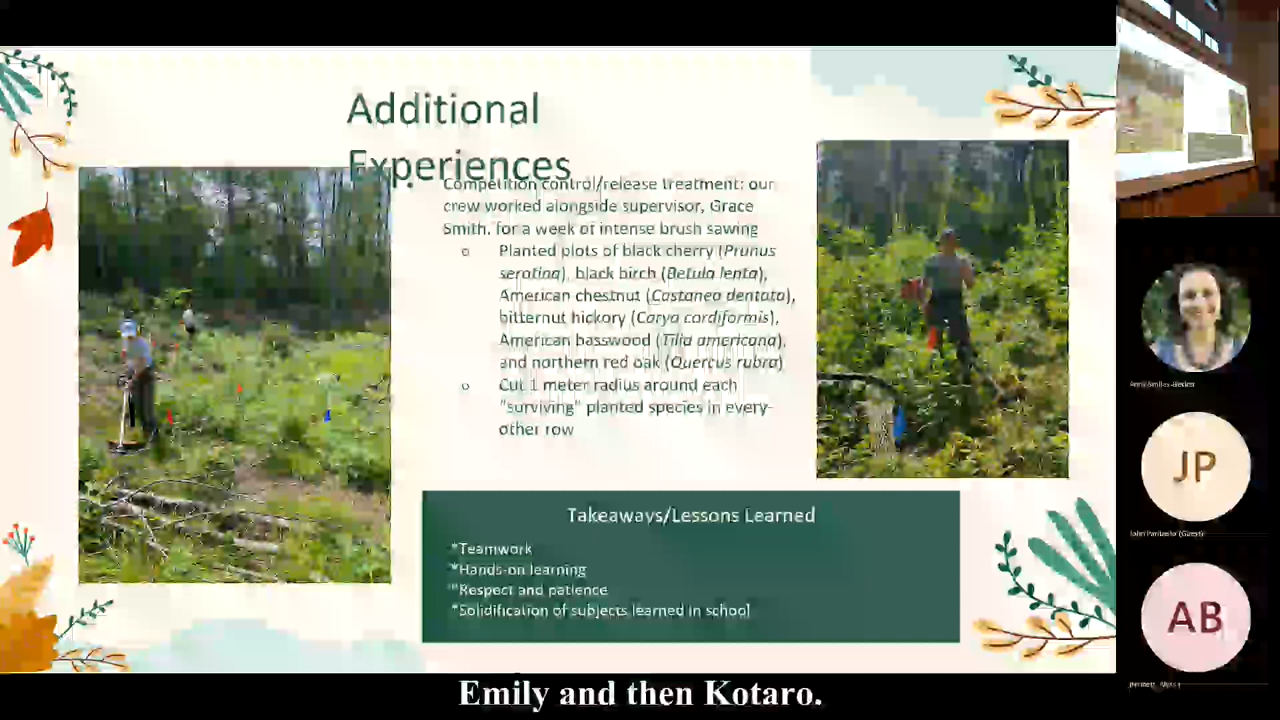 Additional
Experiences
Competition control/release treatment: our
crew worked alongside supervisor, Grace
Smith, for a week of intense brush sawing
o Planted plots of black cherry (Prunus
serotina), black birch (Betula lenta),
American chestnut (Castanea dentata),
bitternut hickory (Carya cordiformis),
American basswood (Tilia americana),
and northern red oak (Quercus rubra)
o Cut 1 meter radius around each
"surviving" planted species in every-
other row
Takeaways/Lessons Learned
*Teamwork
*Hands-on learning
*Respect and patience
*Solidification of subjects learned in school
JP
AB
Emily and then Kotaro.